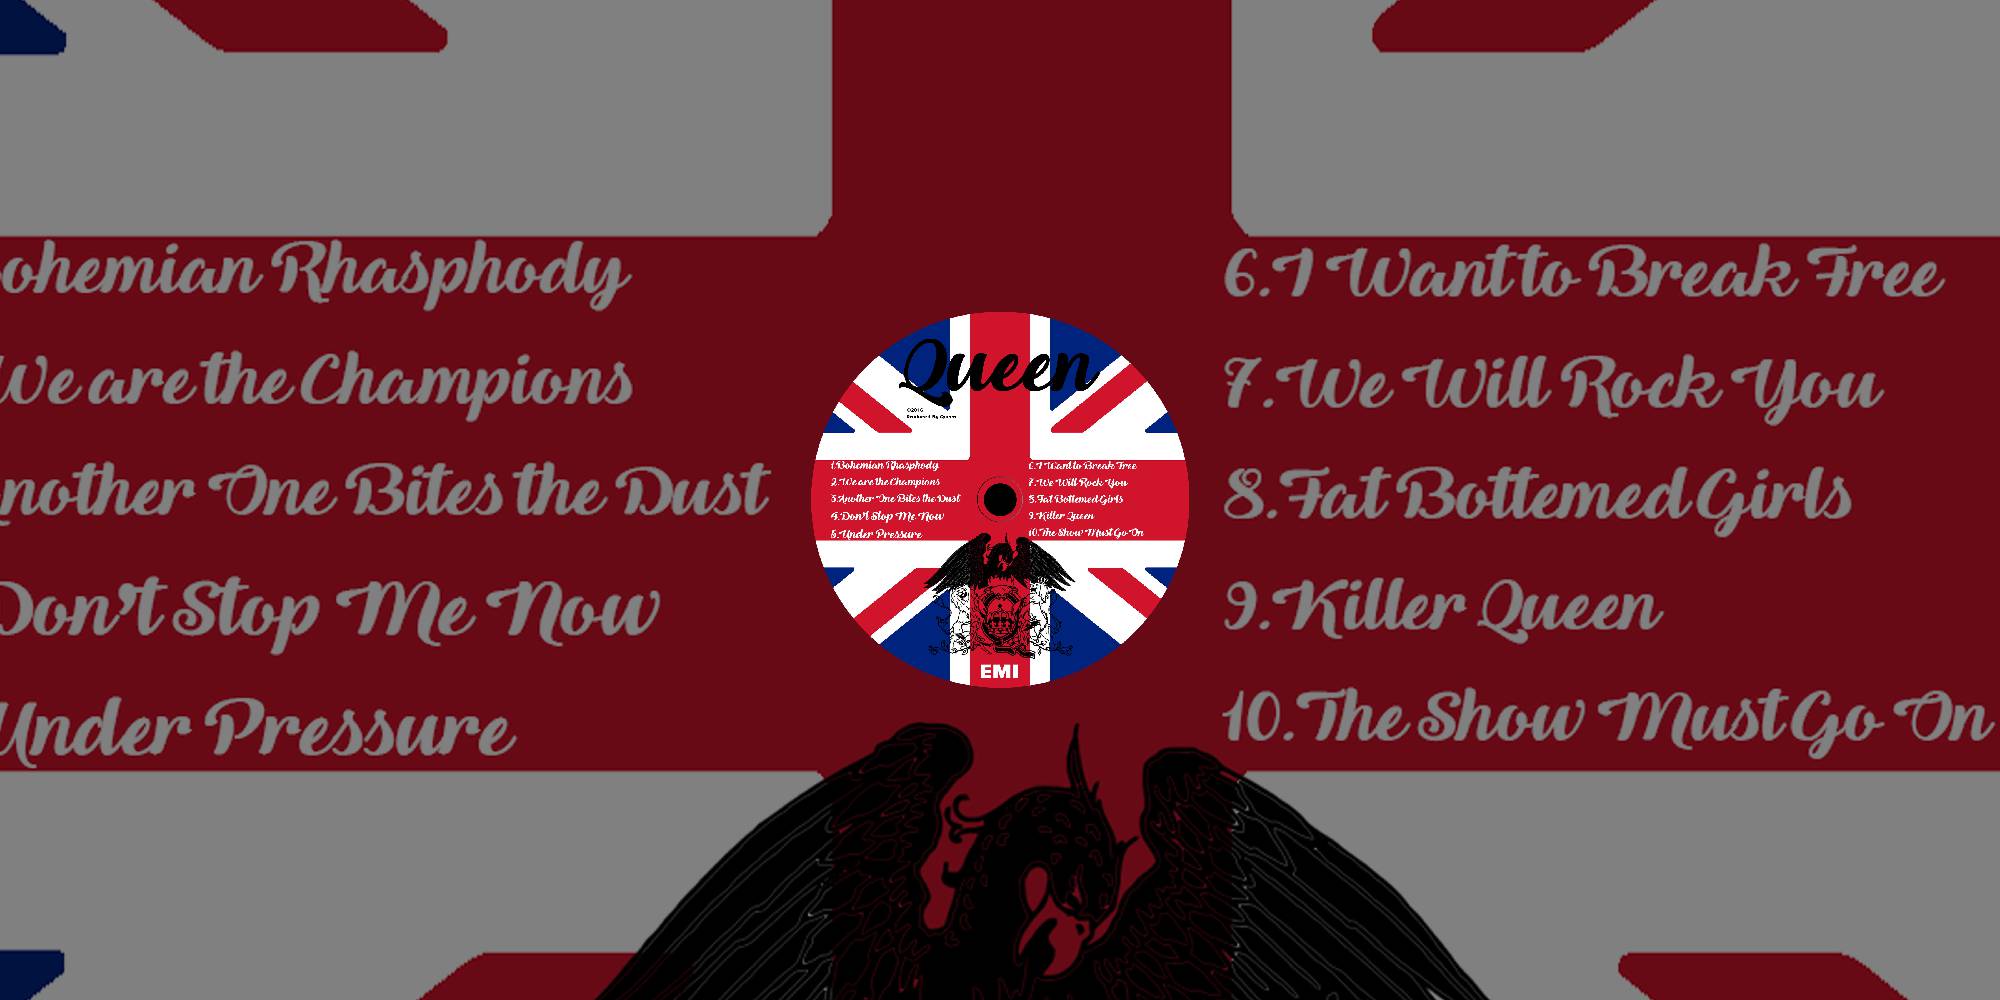 ohemian Rhasphody
We are the Champions
nother One Bites the Dust
Don't Stop Me Now
Under Pressure
6.I Want to Break Free
7.We Will Rock You
8.Fat Bottemed Girls
9.Killer Queen
10.The Show Must Go On
Queen
©2016
Produced By Queen
1.Bohemian Rhasphody
2.We are the Champions
3.Another One Bites the Dust
4.Don't Stop Me Now
5.Under Pressure
6.I Want to Break Free
7.We Will Rock You
8.Fat Bottemed Girls
9.Killer Queen
10.The Show Must Go On
EMI